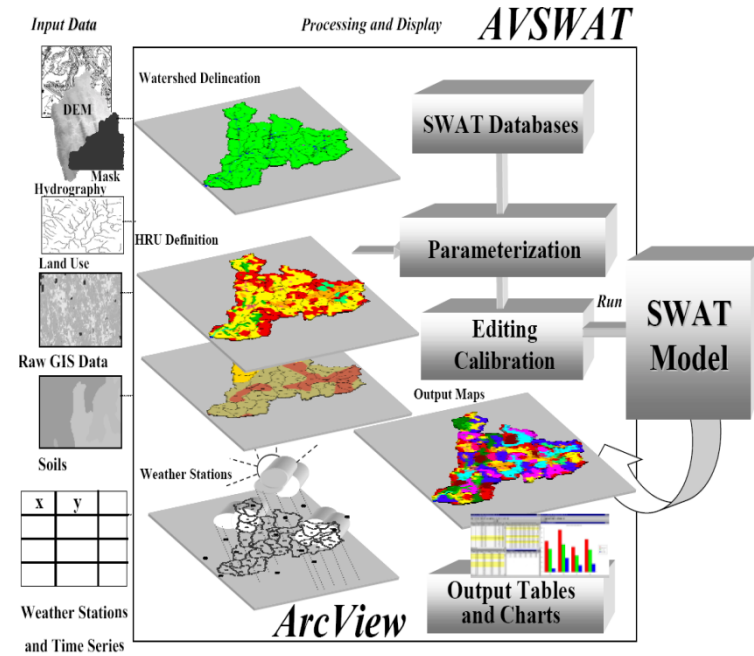 Input Data
Processing and Display
AVSWAT
DEM
Mask
Hydrography
Land Use
Raw GIS Data
Soils
x y
Weather Stations
and Time Series
Watershed Delineation
HRU Definition
Weather Stations
ArcView
SWAT Databases
Parameterization
Editing
Calibration
Run
SWAT
Model
Output Maps
Output Tables
and Charts